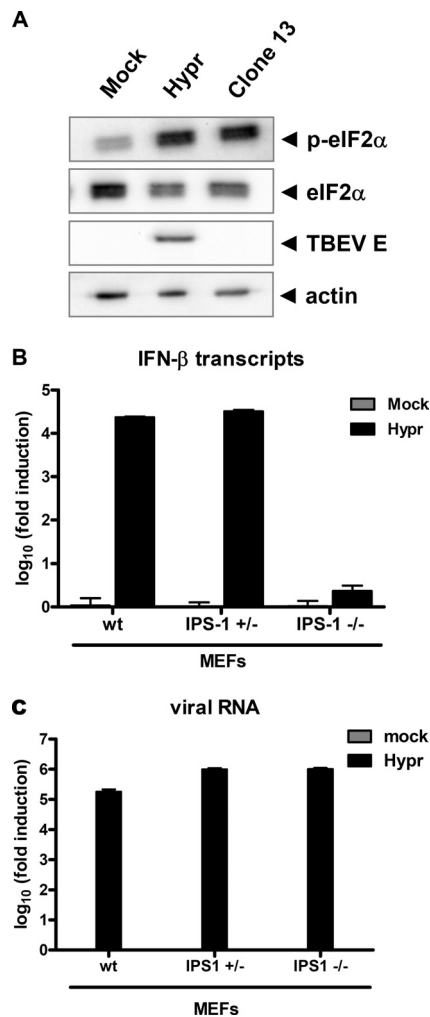 A
Mock
Hypr
Clone 13
p-eIF2α
eIF2α
TBEV E
actin
B
IFN-β transcripts
Mock
Hypr
log10 (fold induction)
5
4
3
2
1
0
wt
IPS-1 +/-
IPS-1 -/-
MEFs
C
viral RNA
mock
Hypr
log10 (fold induction)
7
6
5
4
3
2
1
0
wt
IPS1 +/-
IPS1 -/-
MEFs